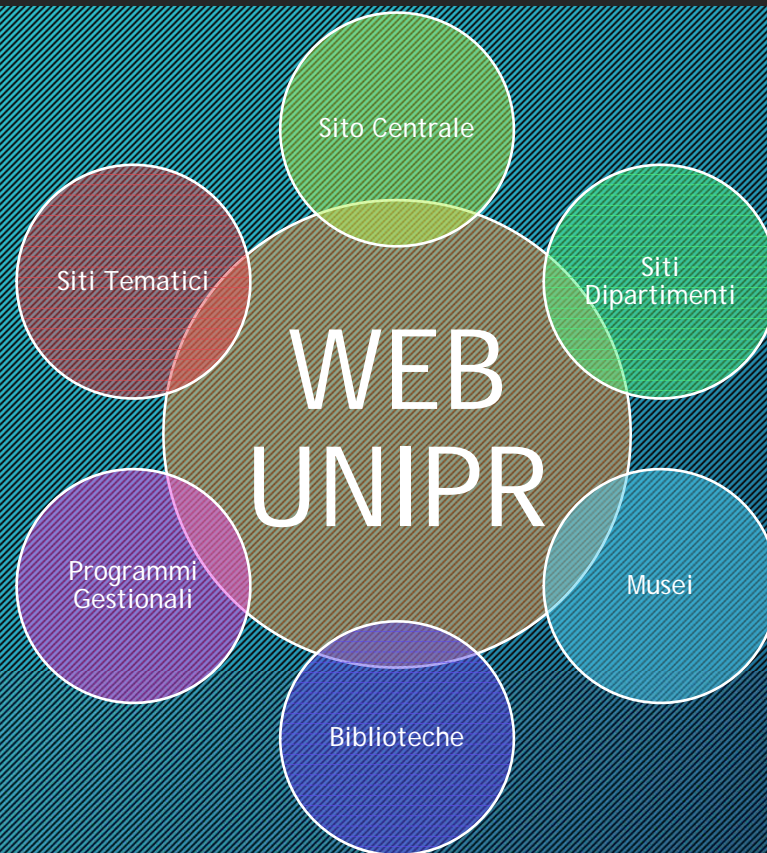 Sito Centrale
Siti
Dipartimenti
Musei
Biblioteche
Programmi
Gestionali
Siti Tematici
WEB
UNIPR